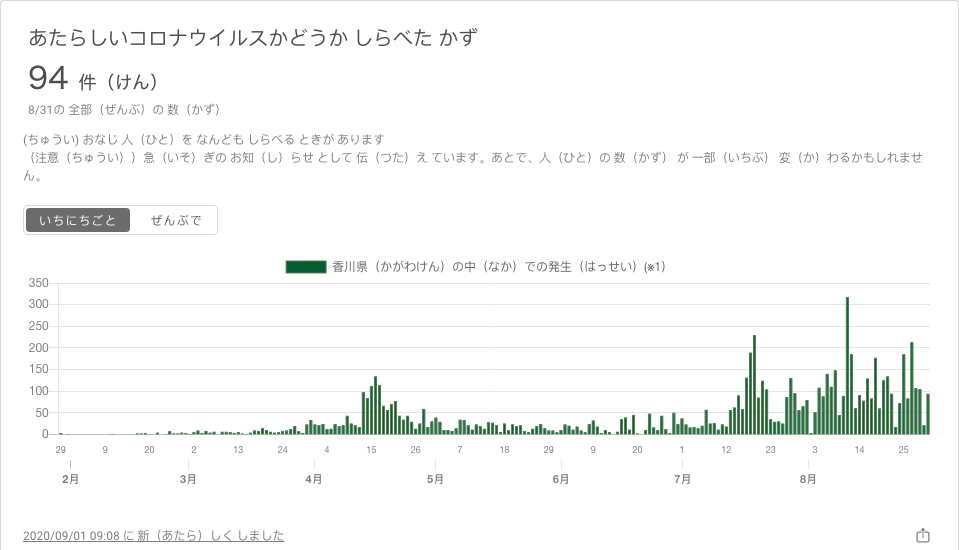 あたらしいコロナウイルスかどうか しらべた かず
94 件（けん）
8/31の 全部（ぜんぶ）の 数（かず）
(ちゅうい) おなじ 人（ひと）を なんども しらべる ときが あります
（注意（ちゅうい））急（いそ）ぎの お知（し）らせ として 伝（つた）え ています。あとで、人（ひと）の 数（かず） が 一部（いちぶ） 変（か）わるかもしれませ
ん。
いちにちごと ぜんぶで
香川県（かがわけん）の中（なか）での発生（はっせい）(※1)
350
300
250
200
150
100
50
0
29 9 20 2 13 24 4 15 26 7 18 29 9 20 1 12 23 3 14 25
2月 3月 4月 5月 6月 7月 8月
2020/09/01 09:08 に 新（あたら）しく しました